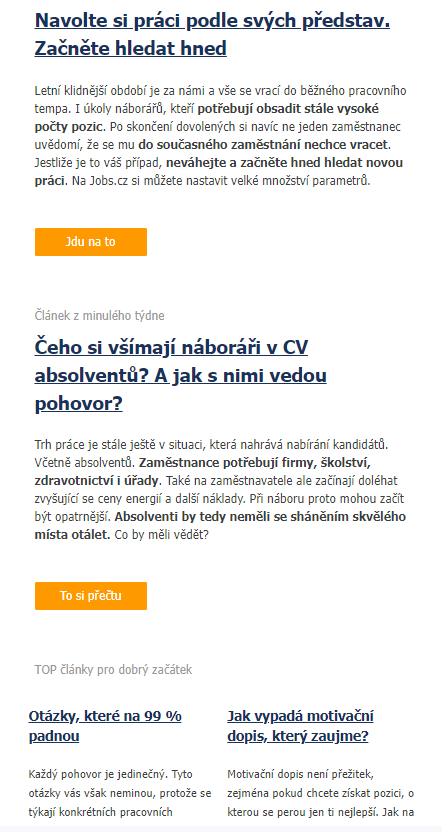 Navolte si práci podle svých představ.
Začněte hledat hned
Letní klidnější období je za námi a vše se vrací do běžného pracovního
tempa. I úkoly náborářů, kteří potřebují obsadit stále vysoké
počty pozic. Po skončení dovolených si navíc ne jeden zaměstnanec
uvědomí, že se mu do současného zaměstnání nechce vracet.
Jestliže je to váš případ, neváhejte a začněte hned hledat novou
práci. Na Jobs.cz si můžete nastavit velké množství parametrů.
Jdu na to
Článek z minulého týdne
Čeho si všímají náboráři v CV
absolventů? A jak s nimi vedou
pohovor?
Trh práce je stále ještě v situaci, která nahrává nabírání kandidátů.
Včetně absolventů. Zaměstnance potřebují firmy, školství,
zdravotnictví i úřady. Také na zaměstnavatele ale začínají doléhat
zvyšující se ceny energií a další náklady. Při náboru proto mohou začít
být opatrnější. Absolventi by tedy neměli se sháněním skvělého
místa otálet. Co by měli vědět?
To si přečtu
TOP články pro dobrý začátek
Otázky, které na 99 %
padnou
Každý pohovor je jedinečný. Tyto
otázky vás však neminou, protože se
týkají konkrétních pracovních
Jak vypadá motivační
dopis, který zaujme?
Motivační dopis není přežitek,
zejména pokud chcete získat pozici, o
kterou se perou jen ti nejlepší. Jak na